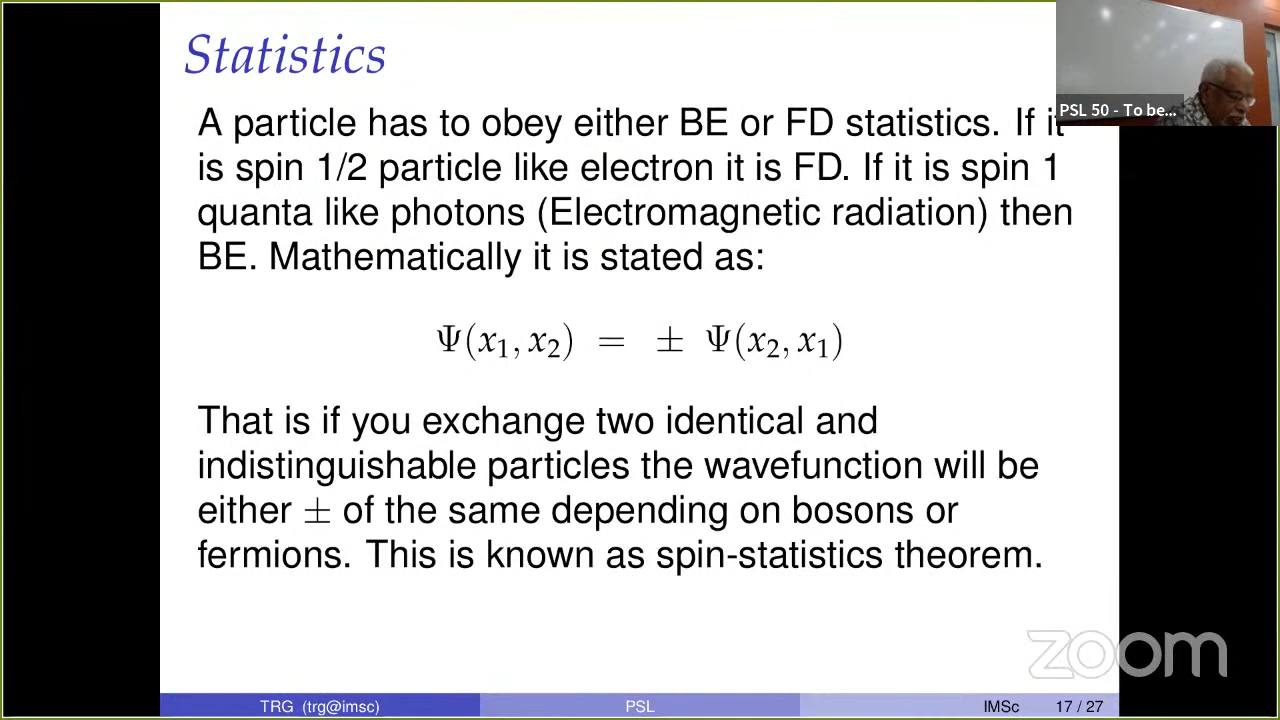 Statistics
A particle has to obey either BE or FD statistics. If it
is spin 1/2 particle like electron it is FD. If it is spin 1
quanta like photons (Electromagnetic radiation) then
BE. Mathematically it is stated as:
Ψ(x₁, x₂) = ± Ψ(x₂, x₁)
That is if you exchange two identical and
indistinguishable particles the wavefunction will be
either ± of the same depending on bosons or
fermions. This is known as spin-statistics theorem.
PSL 50 - To be...
zoom
TRG (trg@imsc) PSL IMSc 17 / 27